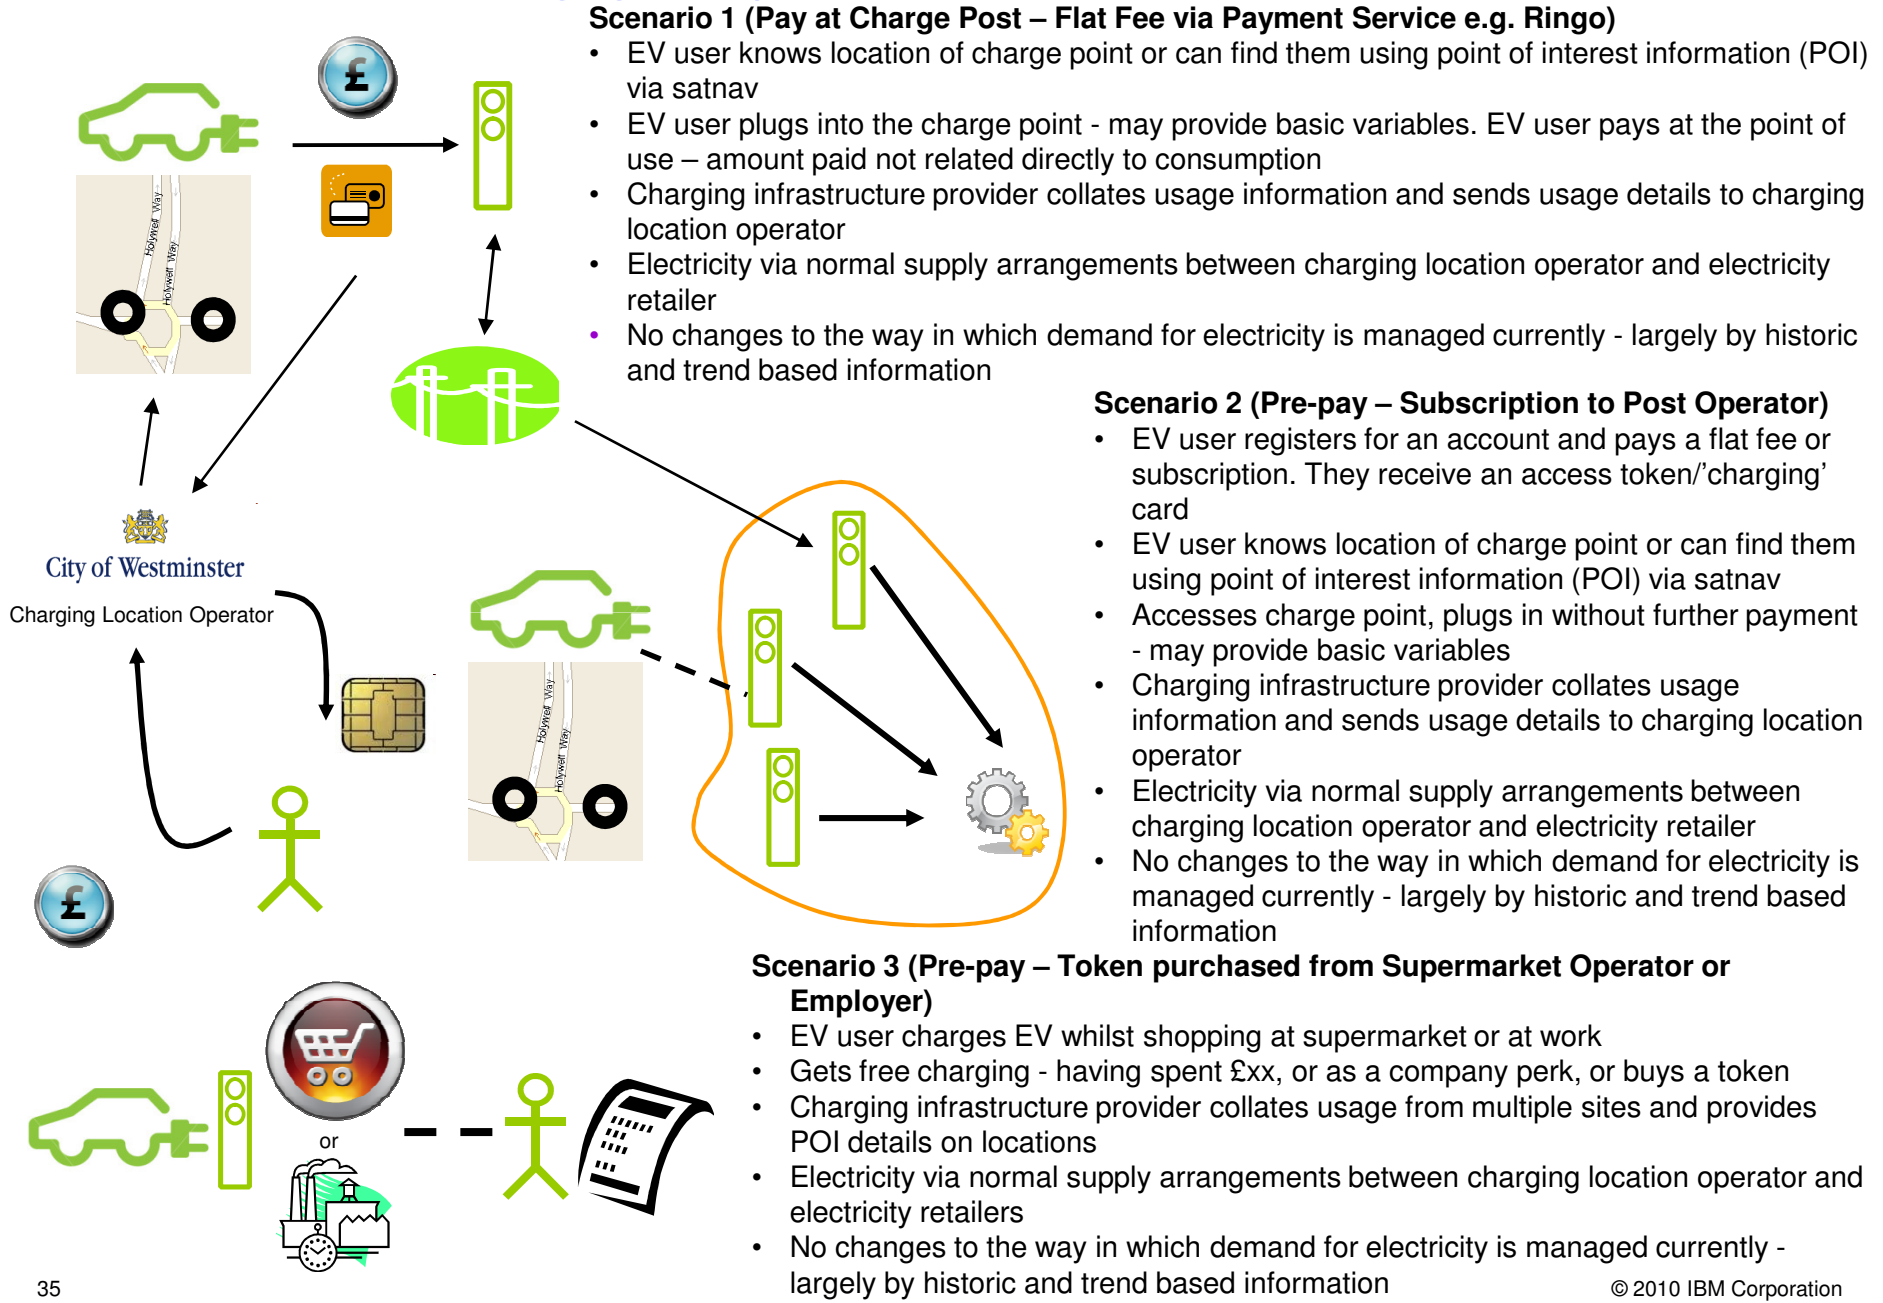 Scenario 1 (Pay at Charge Post – Flat Fee via Payment Service e.g. Ringo)
• EV user knows location of charge point or can find them using point of interest information (POI)
via satnav
• EV user plugs into the charge point - may provide basic variables. EV user pays at the point of
use – amount paid not related directly to consumption
• Charging infrastructure provider collates usage information and sends usage details to charging
location operator
• Electricity via normal supply arrangements between charging location operator and electricity
retailer
• No changes to the way in which demand for electricity is managed currently - largely by historic
and trend based information
£
Holywell Way
Holywell Way
City of Westminster
Charging Location Operator
Scenario 2 (Pre-pay – Subscription to Post Operator)
• EV user registers for an account and pays a flat fee or
subscription. They receive an access token/’charging’
card
• EV user knows location of charge point or can find them
using point of interest information (POI) via satnav
• Accesses charge point, plugs in without further payment
- may provide basic variables
• Charging infrastructure provider collates usage
information and sends usage details to charging location
operator
• Electricity via normal supply arrangements between
charging location operator and electricity retailer
• No changes to the way in which demand for electricity is
managed currently - largely by historic and trend based
information
Holywell Way
Holywell Way
£
Scenario 3 (Pre-pay – Token purchased from Supermarket Operator or
Employer)
• EV user charges EV whilst shopping at supermarket or at work
• Gets free charging - having spent £xx, or as a company perk, or buys a token
• Charging infrastructure provider collates usage from multiple sites and provides
POI details on locations
• Electricity via normal supply arrangements between charging location operator and
electricity retailers
• No changes to the way in which demand for electricity is managed currently -
largely by historic and trend based information
or
35
© 2010 IBM Corporation